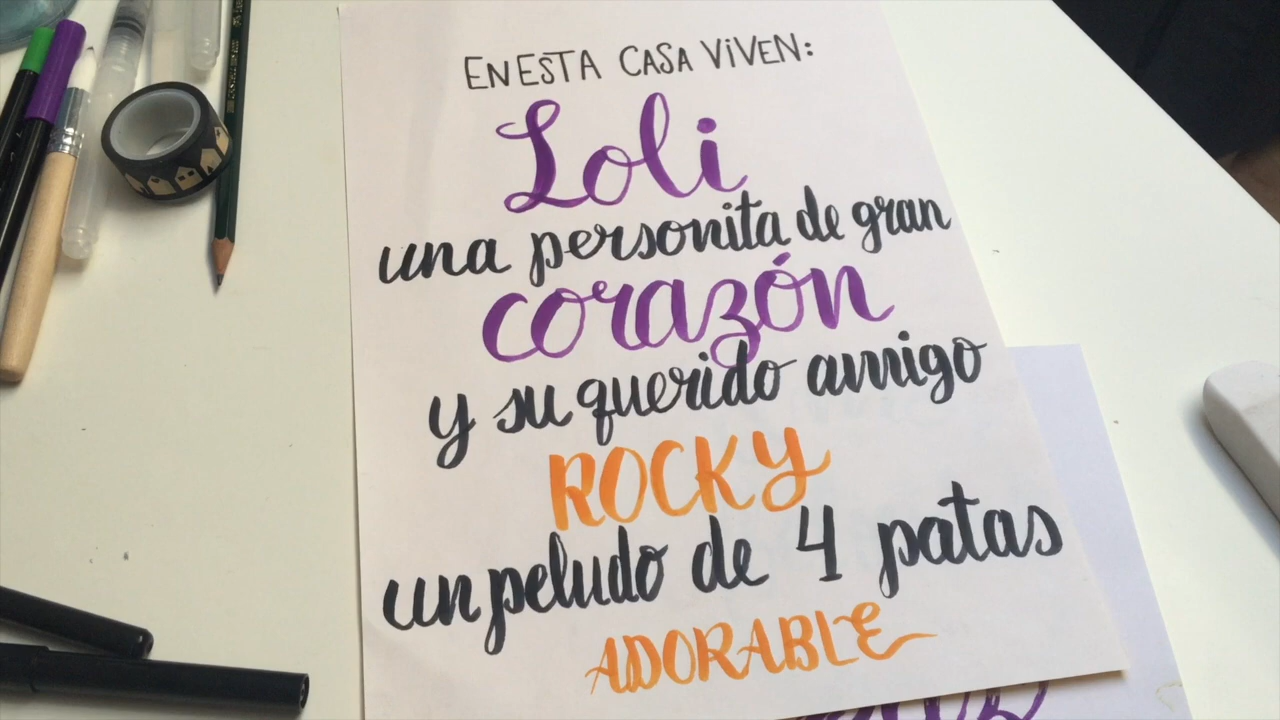 EN ESTA CASA VIVEN:
Loli
una personita de gran
corazón
y su querido amigo
ROCKY
un peludo de 4 patas
ADORABLE